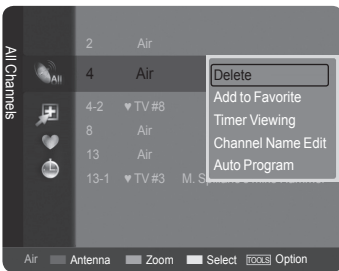 All Channels
All
2 Air
4 Air
4-2 ♥ TV #8
8 Air
13 Air
13-1 ♥ TV #3 M.
Delete
Add to Favorite
Timer Viewing
Channel Name Edit
Auto Program
Air Antenna Zoom Select TOOLS Option